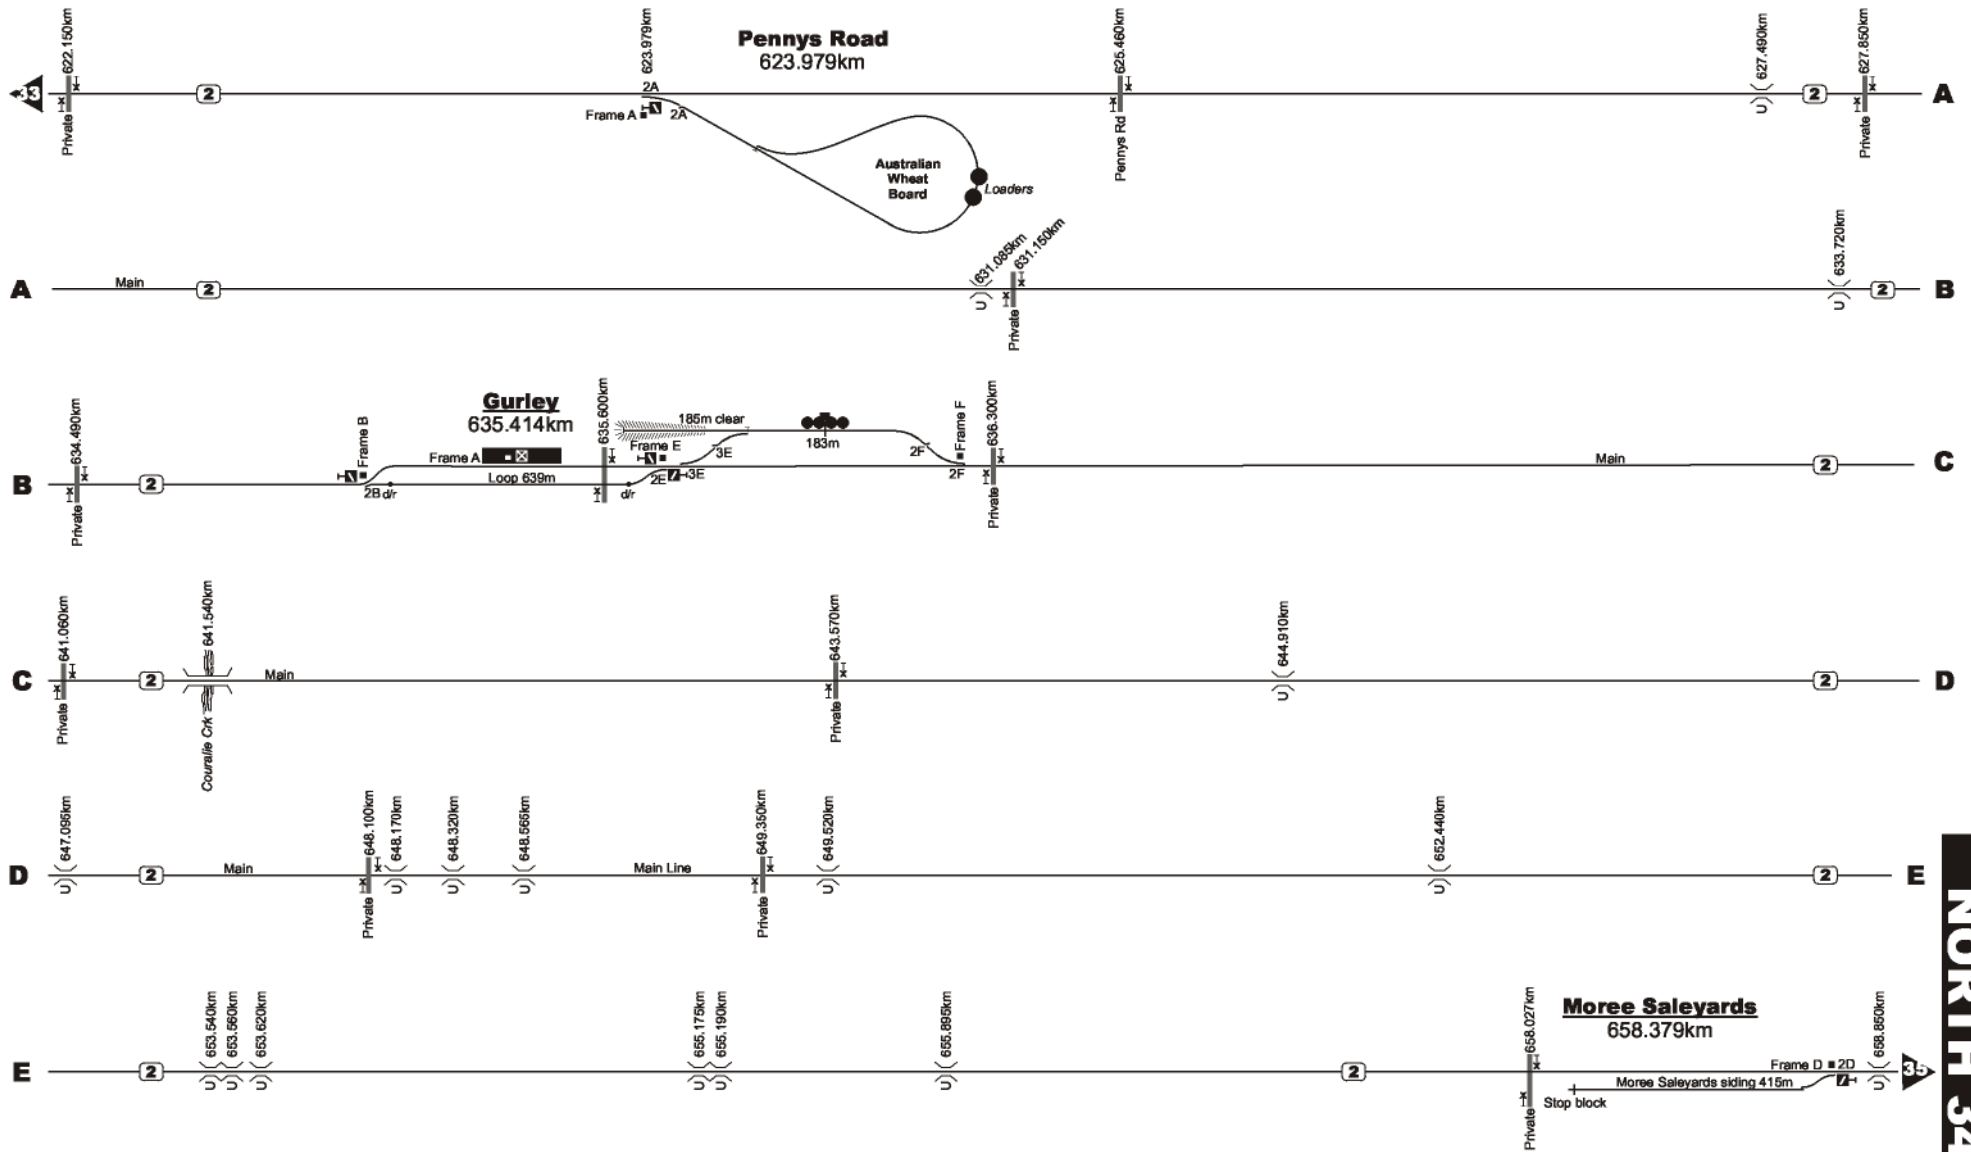 622.150km
623.979km
Pennys Road
623.979km
625.460km
627.490km
627.850km
33
2
2A
2
A
Frame A
2A
Private
Pennys Rd
U
Private
Australian
Wheat
Board
Loaders
631.085km
631.150km
633.720km
A
Main
2
2
B
U
Private
U
634.490km
Frame B
Gurley
635.414km
635.600km
185m clear
183m
Frame F
636.300km
Frame A
Frame E
3E
2F
Main
2
C
B
2
Loop 639m
2B d/r
d/r
2E
3E
2F
Private
Private
641.060km
641.540km
643.570km
644.910km
C
2
Main
2
D
Private
Couralie Crk
Private
U
647.095km
648.100km
648.170km
648.320km
648.565km
649.350km
649.520km
652.440km
D
2
Main
Main Line
2
E
U
Private
U
U
U
Private
U
U
653.540km
653.560km
653.620km
655.175km
655.190km
655.895km
658.027km
Moree Saleyards
658.379km
658.850km
E
2
2
Frame D
2D
35
U
U
U
U
U
U
Moree Saleyards siding 415m
Stop block
U
Private
NORTH 34